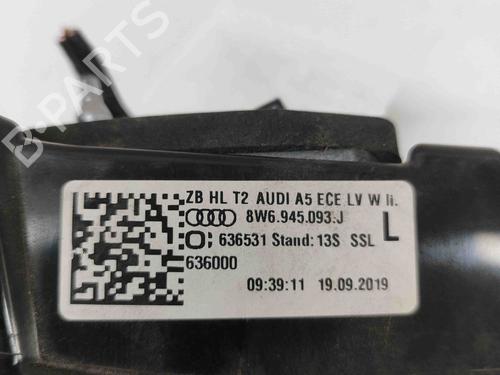 ZB HL T2 AUDI A5 ECE LV W li.
8W6.945.093.J
636531 Stand: 13S SSL
L
636000
09:39:11 19.09.2019
B-PARTS